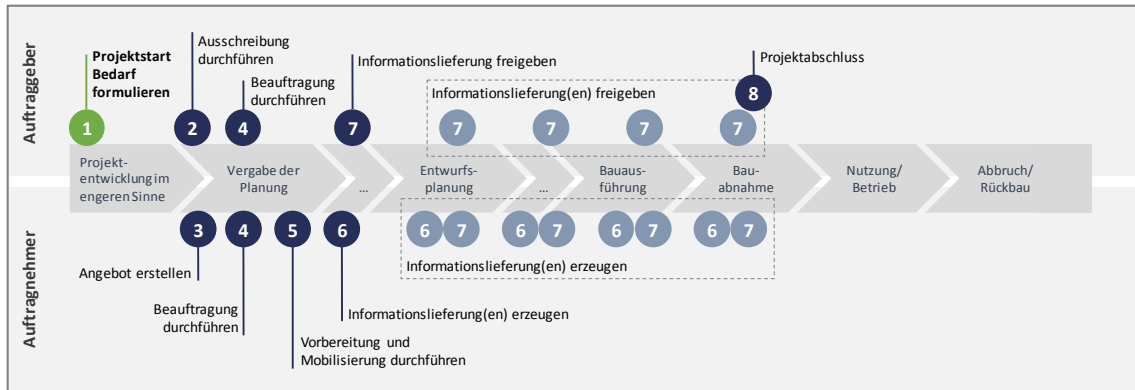 Auftraggeber
Projektstart
Bedarf
formulieren
1
Ausschreibung
durchführen
2
Beauftragung
durchführen
4
Informationslieferung freigeben
7
Informationslieferung(en) freigeben
7
7
7
7
Projektabschluss
8
Projekt-
entwicklung im
engeren Sinne
Vergabe der
Planung
...
Entwurfs-
planung
...
Bauaus-
führung
Bau-
abnahme
Nutzung/
Betrieb
Abbruch/
Rückbau
Auftragnehmer
3
Angebot erstellen
4
Beauftragung
durchführen
5
Vorbereitung und
Mobilisierung durchführen
6
Informationslieferung(en) erzeugen
6 7
6 7
6 7
6 7
Informationslieferung(en) erzeugen